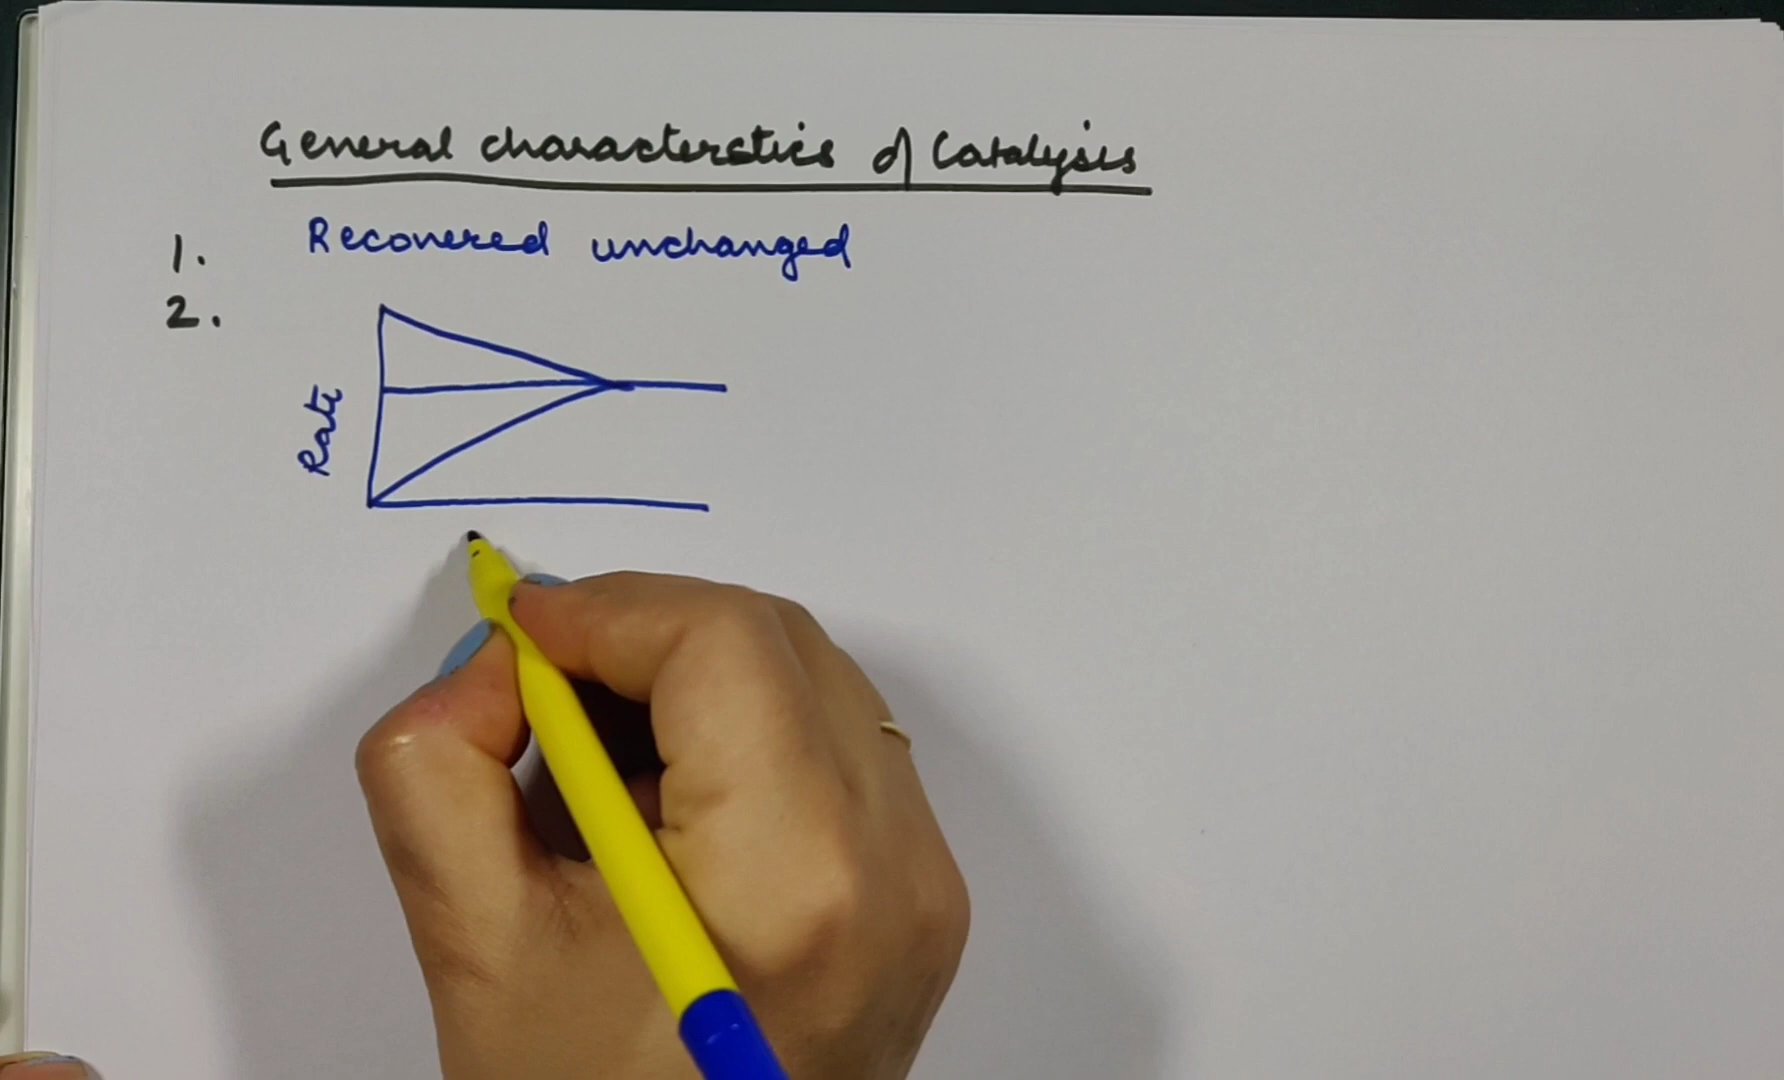 General characterstics of Catalysis
1. Recovered unchanged
2.
Rate